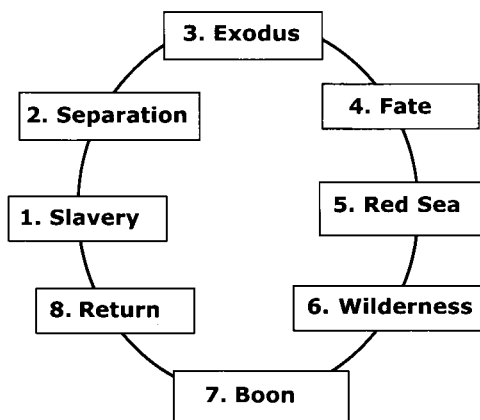 3. Exodus
2. Separation
4. Fate
1. Slavery
5. Red Sea
8. Return
6. Wilderness
7. Boon